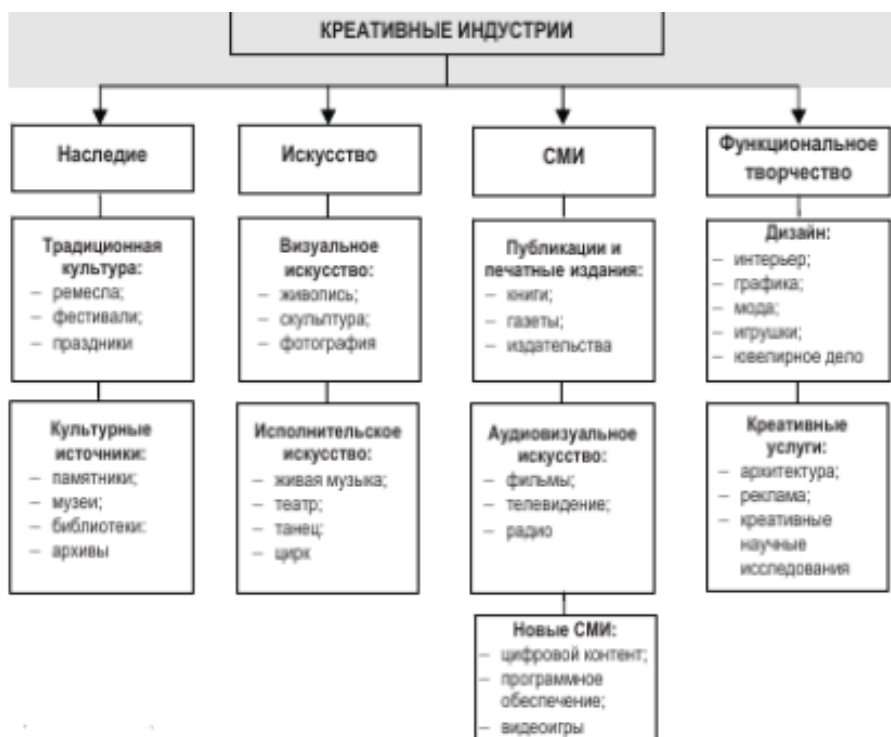 КРЕАТИВНЫЕ ИНДУСТРИИ
Наследие
Традиционная
культура:
– ремесла;
– фестивали;
– праздники
Культурные
источники:
– памятники;
– музеи;
– библиотеки:
– архивы
Искусство
Визуальное
искусство:
– живопись;
– скульптура;
– фотография
Исполнительское
искусство:
– живая музыка;
– театр;
– танец;
– цирк
СМИ
Публикации и
печатные издания:
– книги;
– газеты;
– издательства
Аудиовизуальное
искусство:
– фильмы;
– телевидение;
– радио
Новые СМИ:
– цифровой контент;
– программное
обеспечение;
– видеоигры
Функциональное
творчество
Дизайн:
– интерьер;
– графика;
– мода;
– игрушки;
– ювелирное дело
Креативные
услуги:
– архитектура;
– реклама;
– креативные
научные
исследования